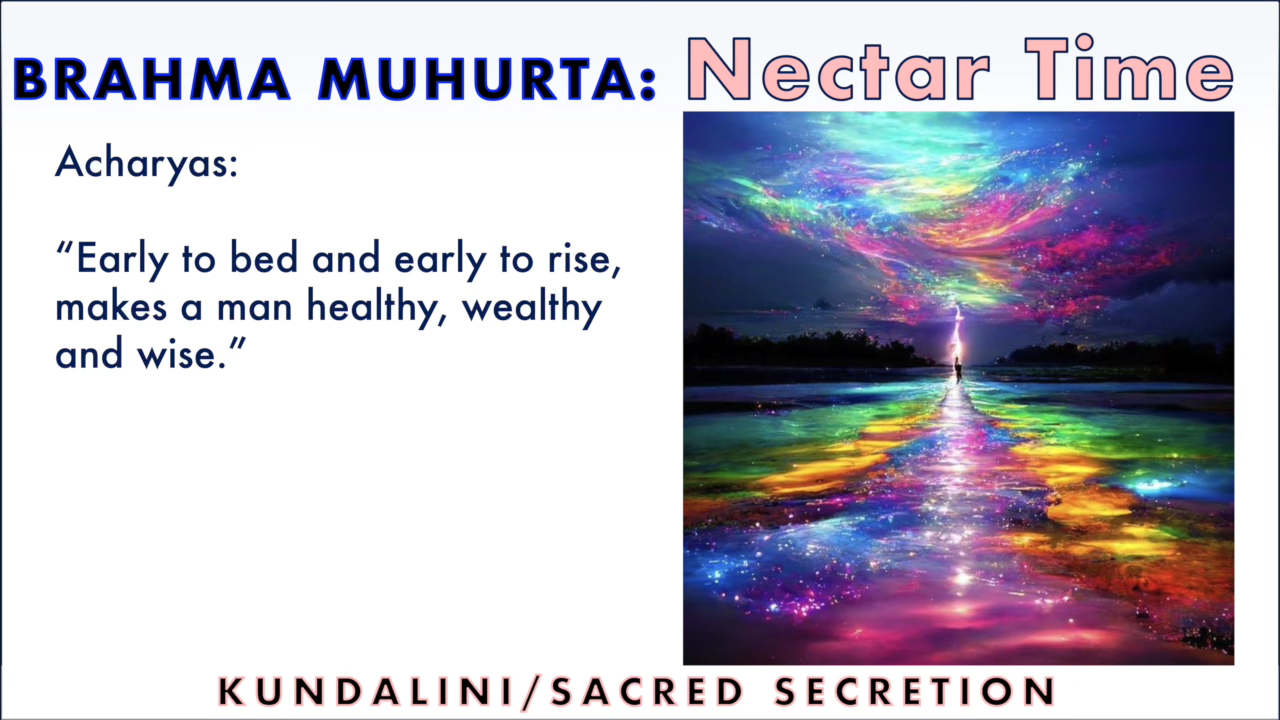 BRAHMA MUHURTA: Nectar Time
Acharyas:
“Early to bed and early to rise,
makes a man healthy, wealthy
and wise.”
KUNDALINI/SACRED SECRETION